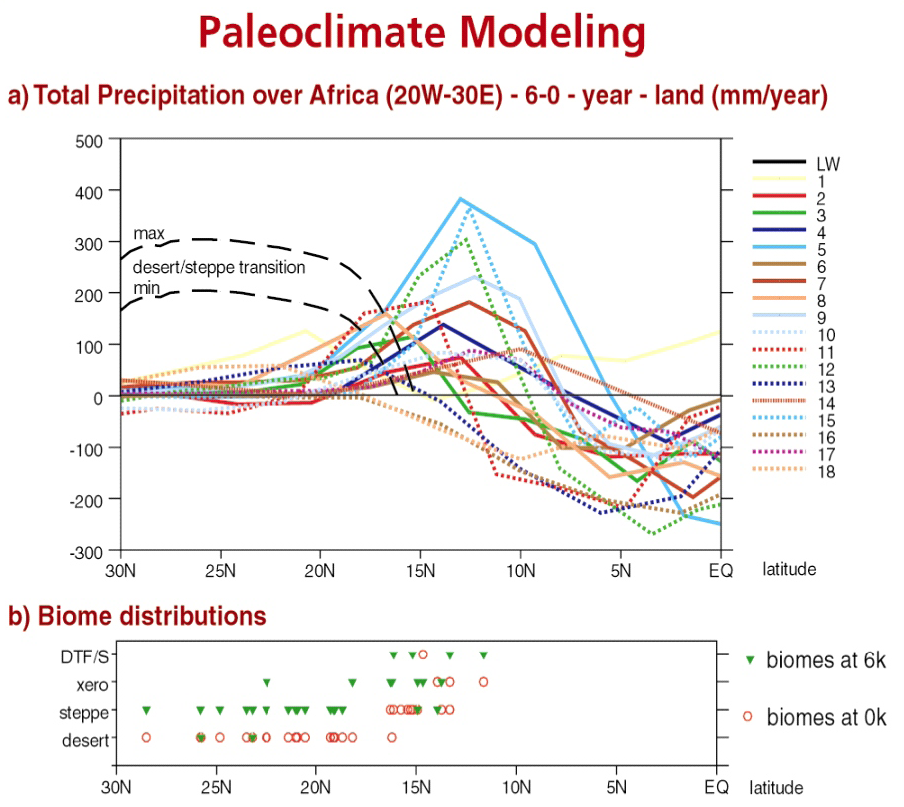 Paleoclimate Modeling
a) Total Precipitation over Africa (20W-30E) - 6-0 - year - land (mm/year)
500
400
300
200
100
0
-100
-200
-300
max
desert/steppe transition
min
LW
1
2
3
4
5
6
7
8
9
10
11
12
13
14
15
16
17
18
30N 25N 20N 15N 10N 5N EQ latitude
b) Biome distributions
DTF/S
xero
steppe
desert
biomes at 6k
biomes at 0k
30N 25N 20N 15N 10N 5N EQ latitude